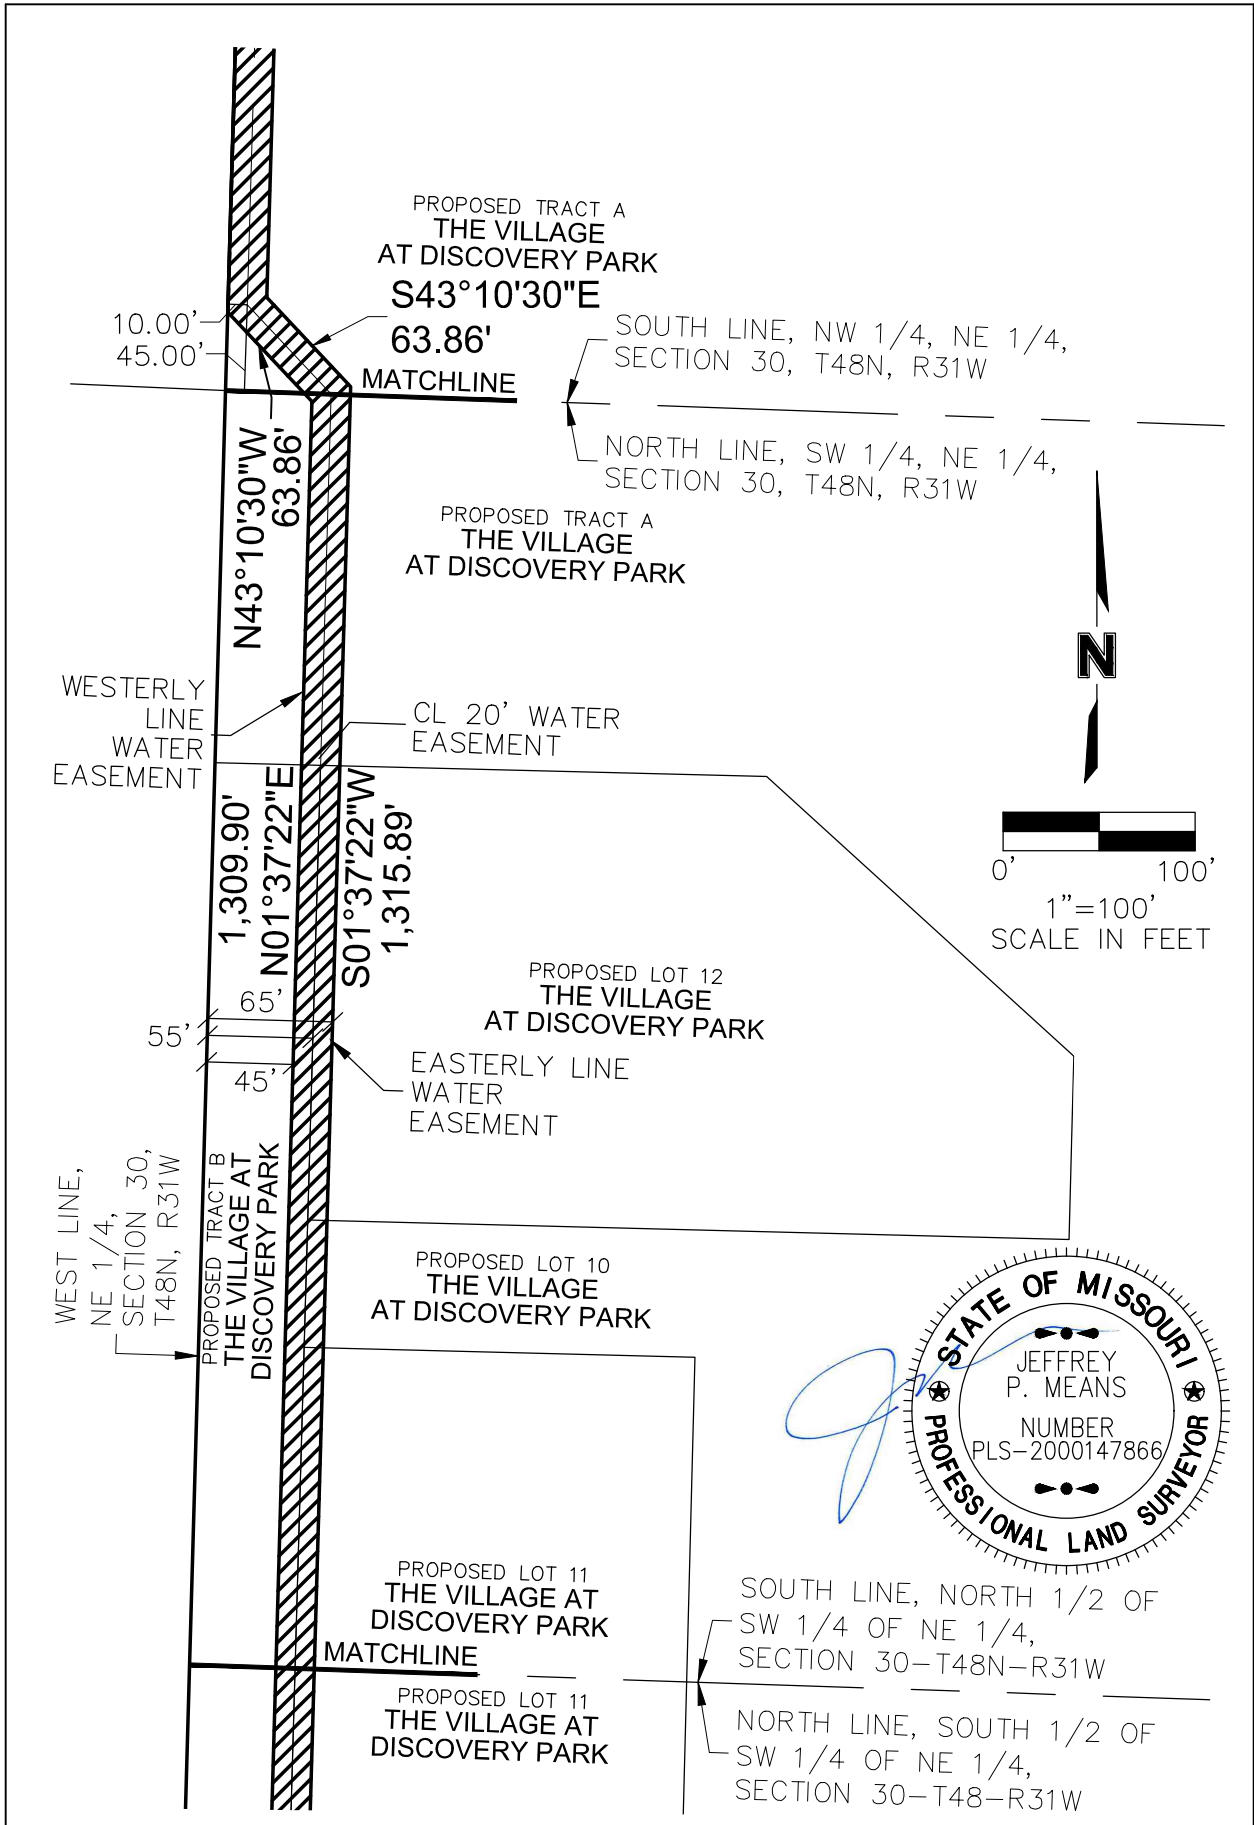 PROPOSED TRACT A
THE VILLAGE
AT DISCOVERY PARK
S43°10'30"E
63.86'
10.00'
45.00'
MATCHLINE
SOUTH LINE, NW 1/4, NE 1/4,
SECTION 30, T48N, R31W
NORTH LINE, SW 1/4, NE 1/4,
SECTION 30, T48N, R31W
N43°10'30"W
63.86'
PROPOSED TRACT A
THE VILLAGE
AT DISCOVERY PARK
N
WESTERLY
LINE
WATER
EASEMENT
CL 20' WATER
EASEMENT
1,309.90'
N01°37'22"E
S01°37'22"W
1,315.89'
0' 100'
1"=100'
SCALE IN FEET
PROPOSED LOT 12
THE VILLAGE
AT DISCOVERY PARK
65'
55'
45'
EASTERLY LINE
WATER
EASEMENT
WEST LINE,
NE 1/4,
SECTION 30,
T48N, R31W
PROPOSED TRACT B
THE VILLAGE AT
DISCOVERY PARK
PROPOSED LOT 10
THE VILLAGE
AT DISCOVERY PARK
STATE OF MISSOURI
JEFFREY
P. MEANS
NUMBER
PLS-2000147866
PROFESSIONAL LAND SURVEYOR
PROPOSED LOT 11
THE VILLAGE AT
DISCOVERY PARK
MATCHLINE
SOUTH LINE, NORTH 1/2 OF
SW 1/4 OF NE 1/4,
SECTION 30-T48N-R31W
PROPOSED LOT 11
THE VILLAGE AT
DISCOVERY PARK
NORTH LINE, SOUTH 1/2 OF
SW 1/4 OF NE 1/4,
SECTION 30-T48-R31W